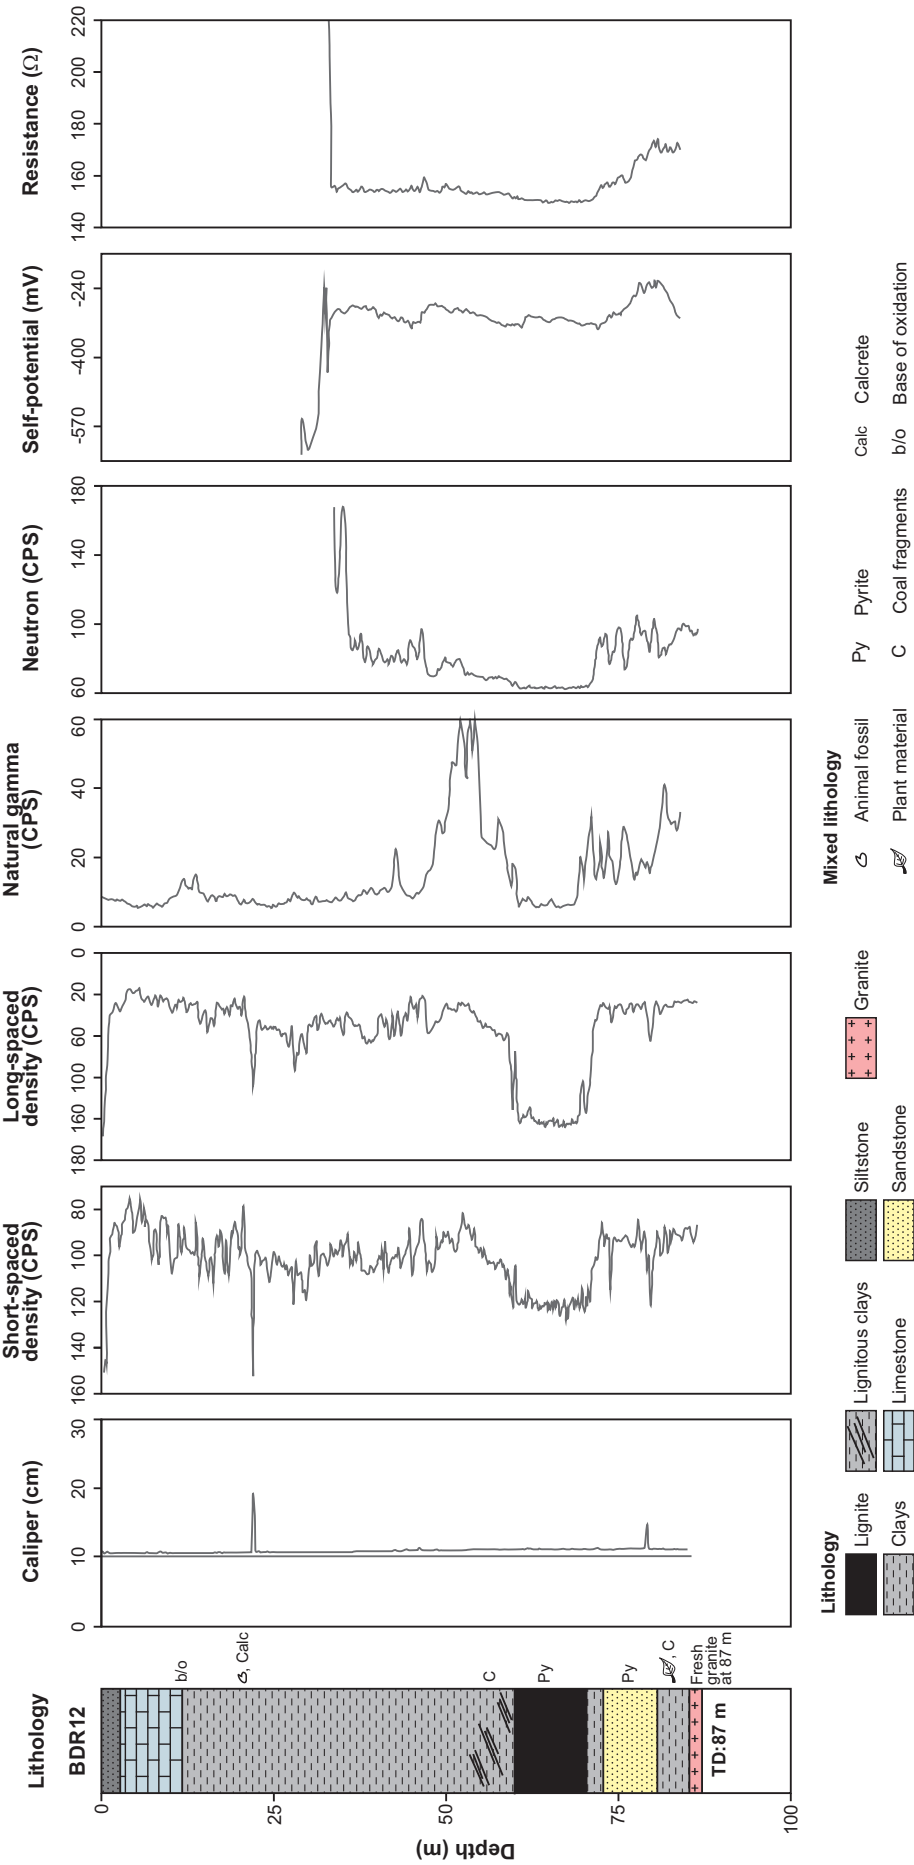 Lithology
BDR12
0
25
50
75
100
Depth (m)
b/o
, Calc
C
Py
Py
, C
Fresh
granite
at 87 m
TD:87 m
Caliper (cm)
0
10
20
30
Short-spaced
density (CPS)
160
140
120
100
80
Long-spaced
density (CPS)
180
160
100
60
20
0
Natural gamma
(CPS)
0
20
40
60
Neutron (CPS)
60
100
140
180
Self-potential (mV)
-570
-400
-240
Resistance (Ω)
140
160
180
200
220
Lithology
Lignite
Lignitous clays
Siltstone
Granite
Clays
Limestone
Sandstone
Mixed lithology
Animal fossil
Py Pyrite
Calc Calcrete
Plant material
C Coal fragments
b/o Base of oxidation